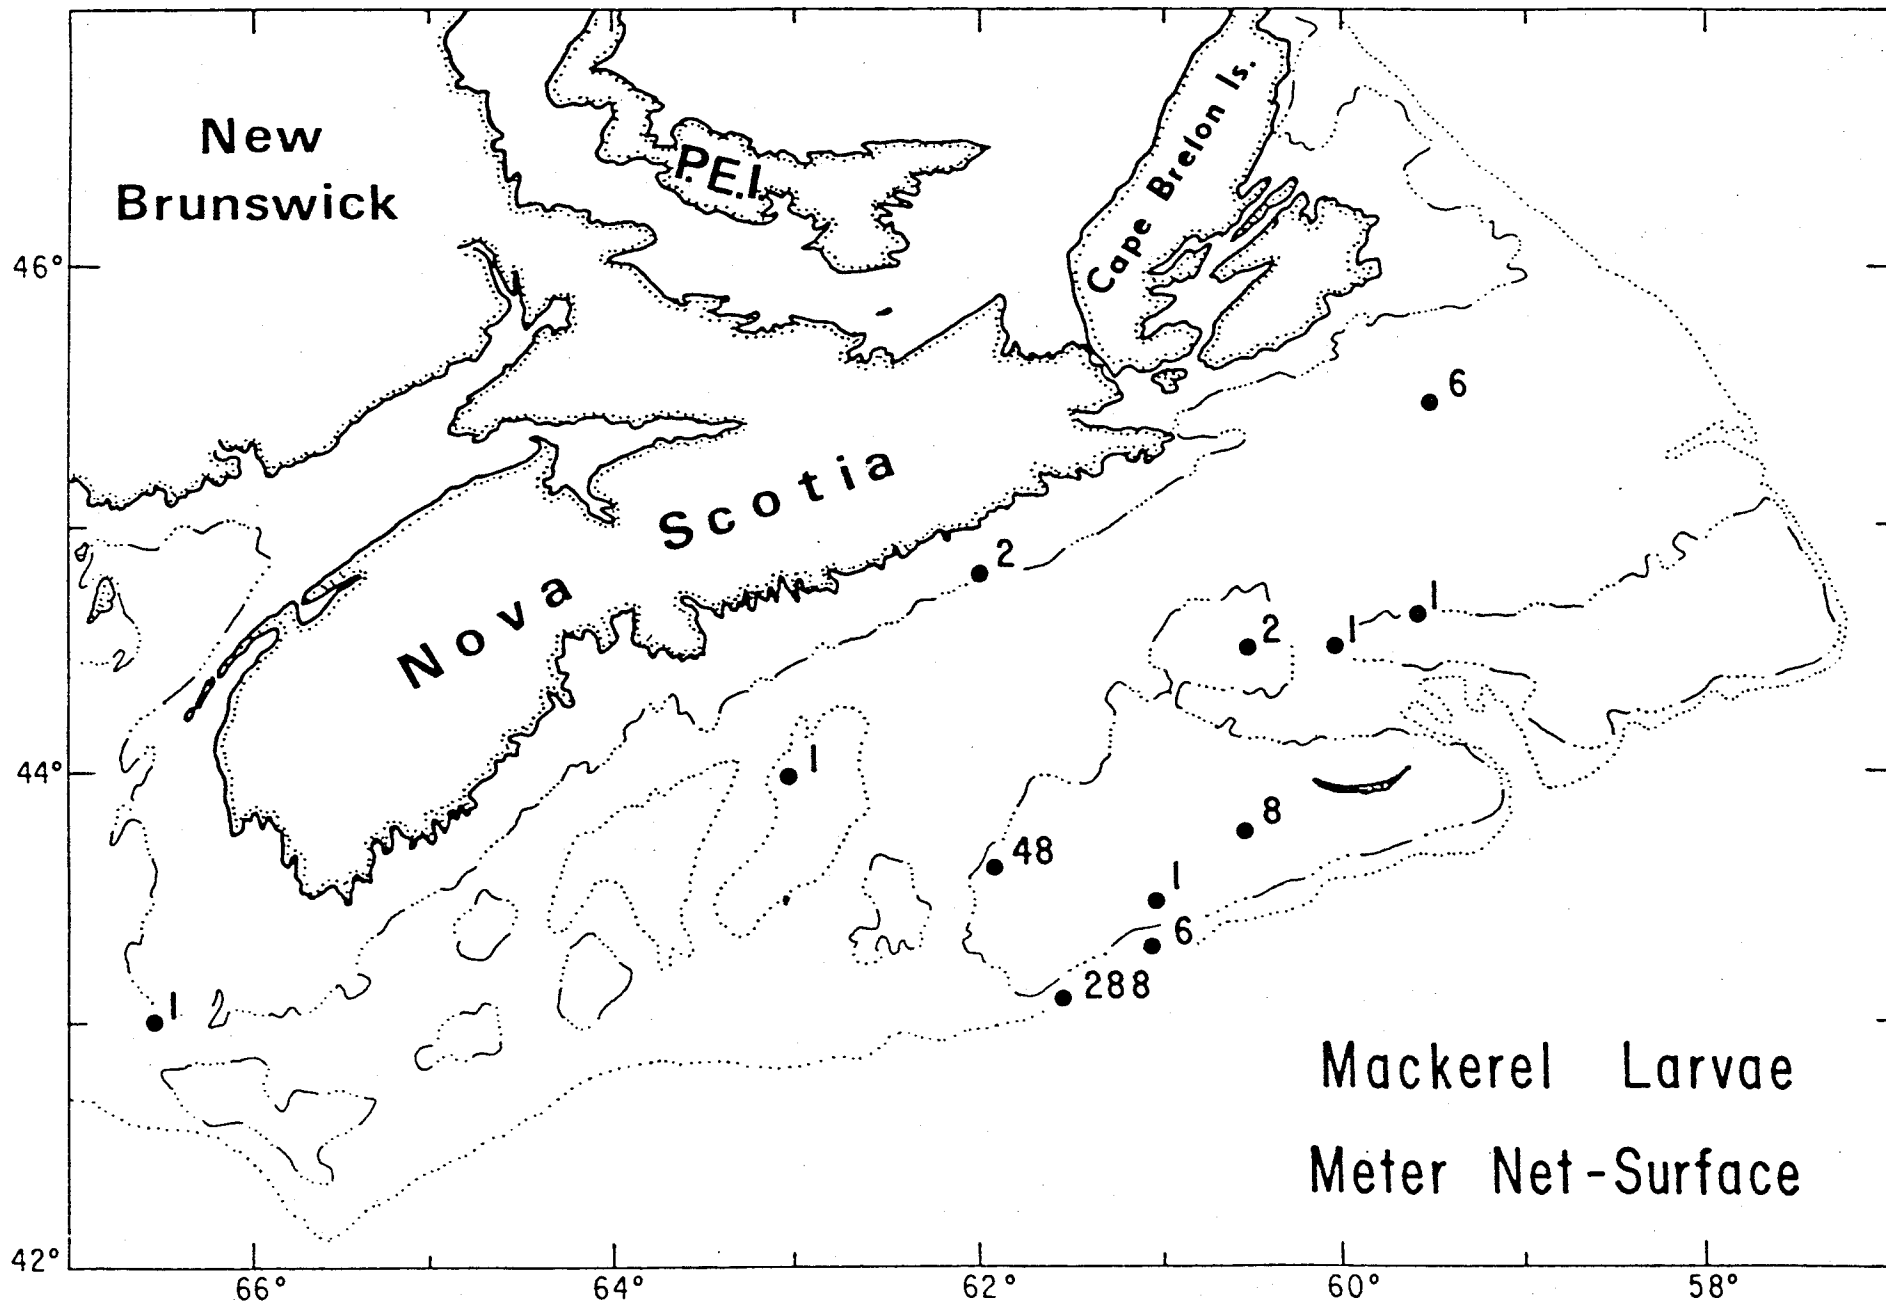 New
Brunswick
P.E.I.
Cape Breton Is.
46°
6
Nova Scotia
2
1
2
1
44°
1
8
48
1
6
288
1
Mackerel Larvae
Meter Net-Surface
42°
66° 64° 62° 60° 58°